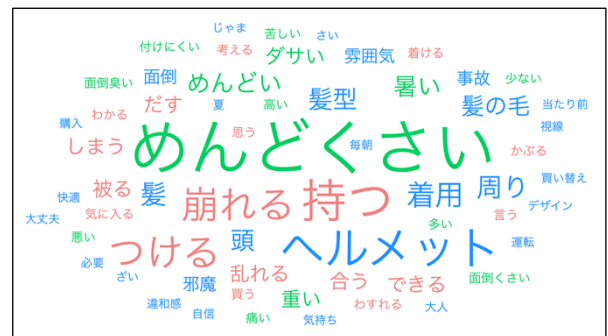 じゃま 苦しい さい
付けにくい 考える ダサい 雰囲気 着ける
面倒臭い 面倒 めんどい 暑い 事故 少ない
わかる だす 夏 高い 髪型 髪の毛 当たり前
購入 しまう めんどくさい 思う 毎朝 かぶる 視線
快適 被る 髪 崩れる 持つ 着用 周り 買い替え
大丈夫 気に入る 言う デザイン
悪い つける 頭 ヘルメット 多い 運転
必要 ざい 邪魔 乱れる 合う できる 面倒くさい
違和感 自信 買う 重い わすれる 大人
痛い 気持ち